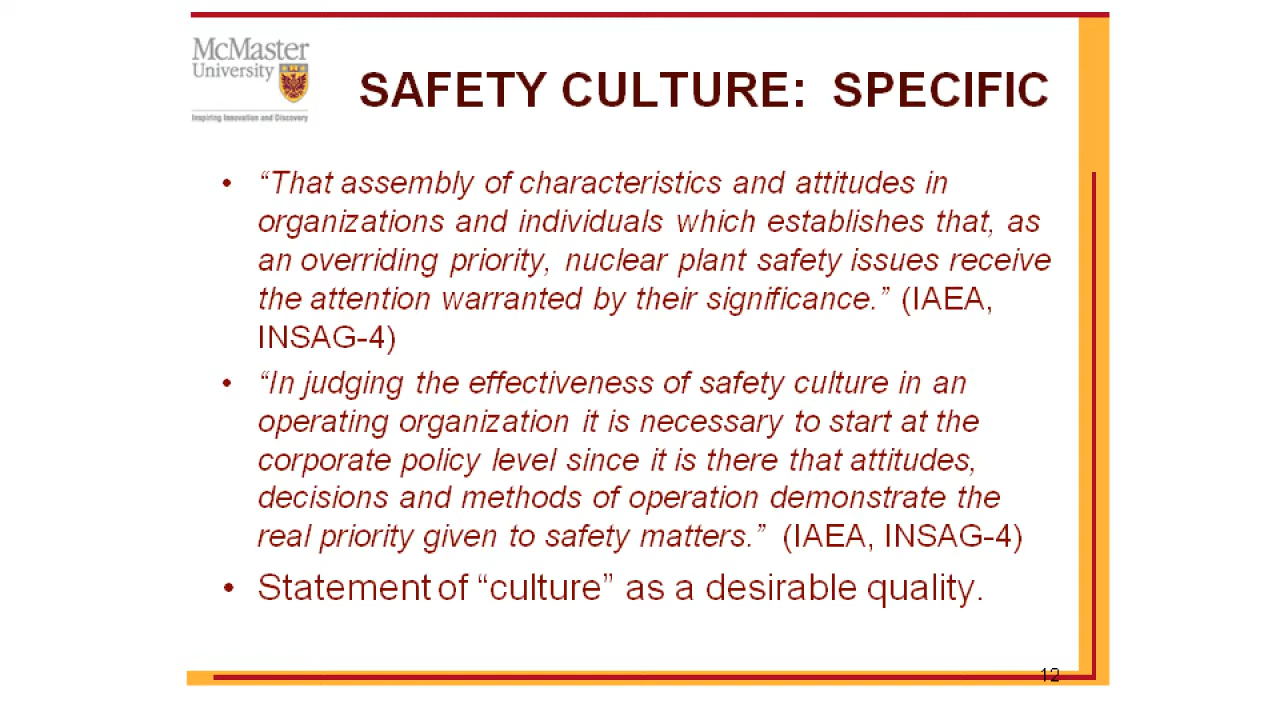 McMaster
University
Inspiring Innovation and Discovery
SAFETY CULTURE: SPECIFIC
• “That assembly of characteristics and attitudes in
organizations and individuals which establishes that, as
an overriding priority, nuclear plant safety issues receive
the attention warranted by their significance.” (IAEA,
INSAG-4)
• “In judging the effectiveness of safety culture in an
operating organization it is necessary to start at the
corporate policy level since it is there that attitudes,
decisions and methods of operation demonstrate the
real priority given to safety matters.” (IAEA, INSAG-4)
• Statement of “culture” as a desirable quality.
12